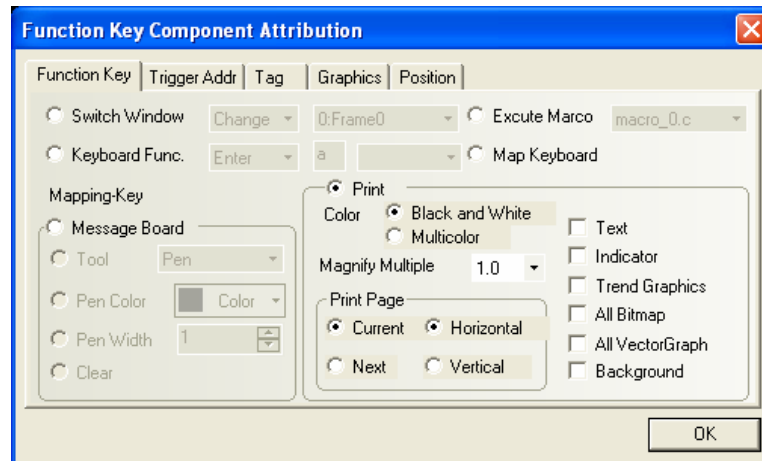 Function Key Component Attribution
Function Key Trigger Addr Tag Graphics Position
Switch Window Change 0:Frame0 Excute Marco macro_0.c
Keyboard Func. Enter a Map Keyboard
Mapping-Key
Message Board
Tool Pen
Pen Color Color
Pen Width 1
Clear
Print
Color Black and White
Multicolor
Magnify Multiple 1.0
Print Page
Current Horizontal
Next Vertical
Text
Indicator
Trend Graphics
All Bitmap
All VectorGraph
Background
OK